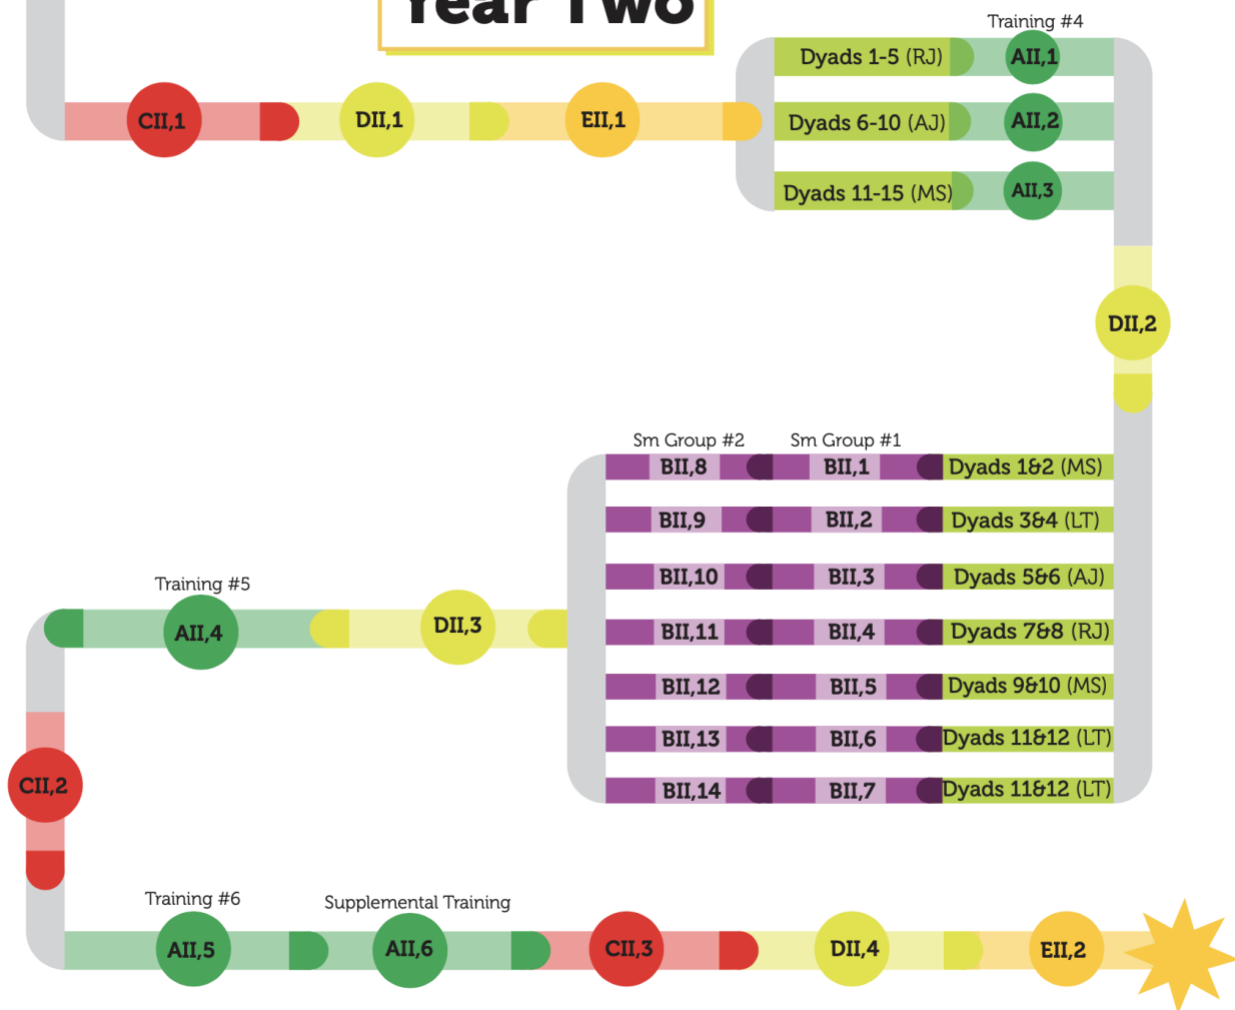 Year Two
Training #4
Dyads 1-5 (RJ)
AII,1
CII,1
DII,1
EII,1
Dyads 6-10 (AJ)
AII,2
Dyads 11-15 (MS)
AII,3
DII,2
Sm Group #2
Sm Group #1
BII,8
BII,1
Dyads 1&2 (MS)
BII,9
BII,2
Dyads 3&4 (LT)
BII,10
BII,3
Dyads 5&6 (AJ)
Training #5
AII,4
DII,3
BII,11
BII,4
Dyads 7&8 (RJ)
BII,12
BII,5
Dyads 9&10 (MS)
BII,13
BII,6
Dyads 11&12 (LT)
CII,2
BII,14
BII,7
Dyads 11&12 (LT)
Training #6
Supplemental Training
AII,5
AII,6
CII,3
DII,4
EII,2